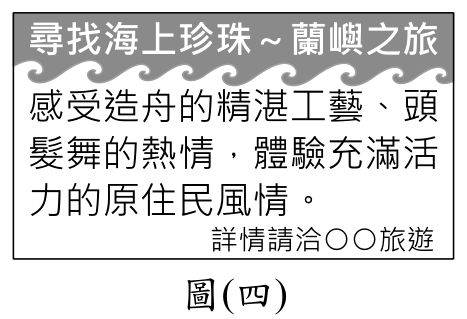 尋找海上珍珠～蘭嶼之旅
感受造舟的精湛工藝、頭
髮舞的熱情，體驗充滿活
力的原住民風情。
詳情請洽○○旅遊
圖(四)